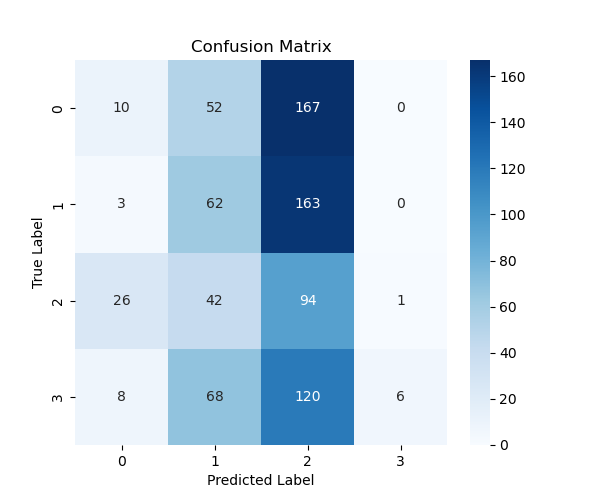 Confusion Matrix
True Label
0 10 52 167 0
1 3 62 163 0
2 26 42 94 1
3 8 68 120 6
0 1 2 3
Predicted Label
160
140
120
100
80
60
40
20
0